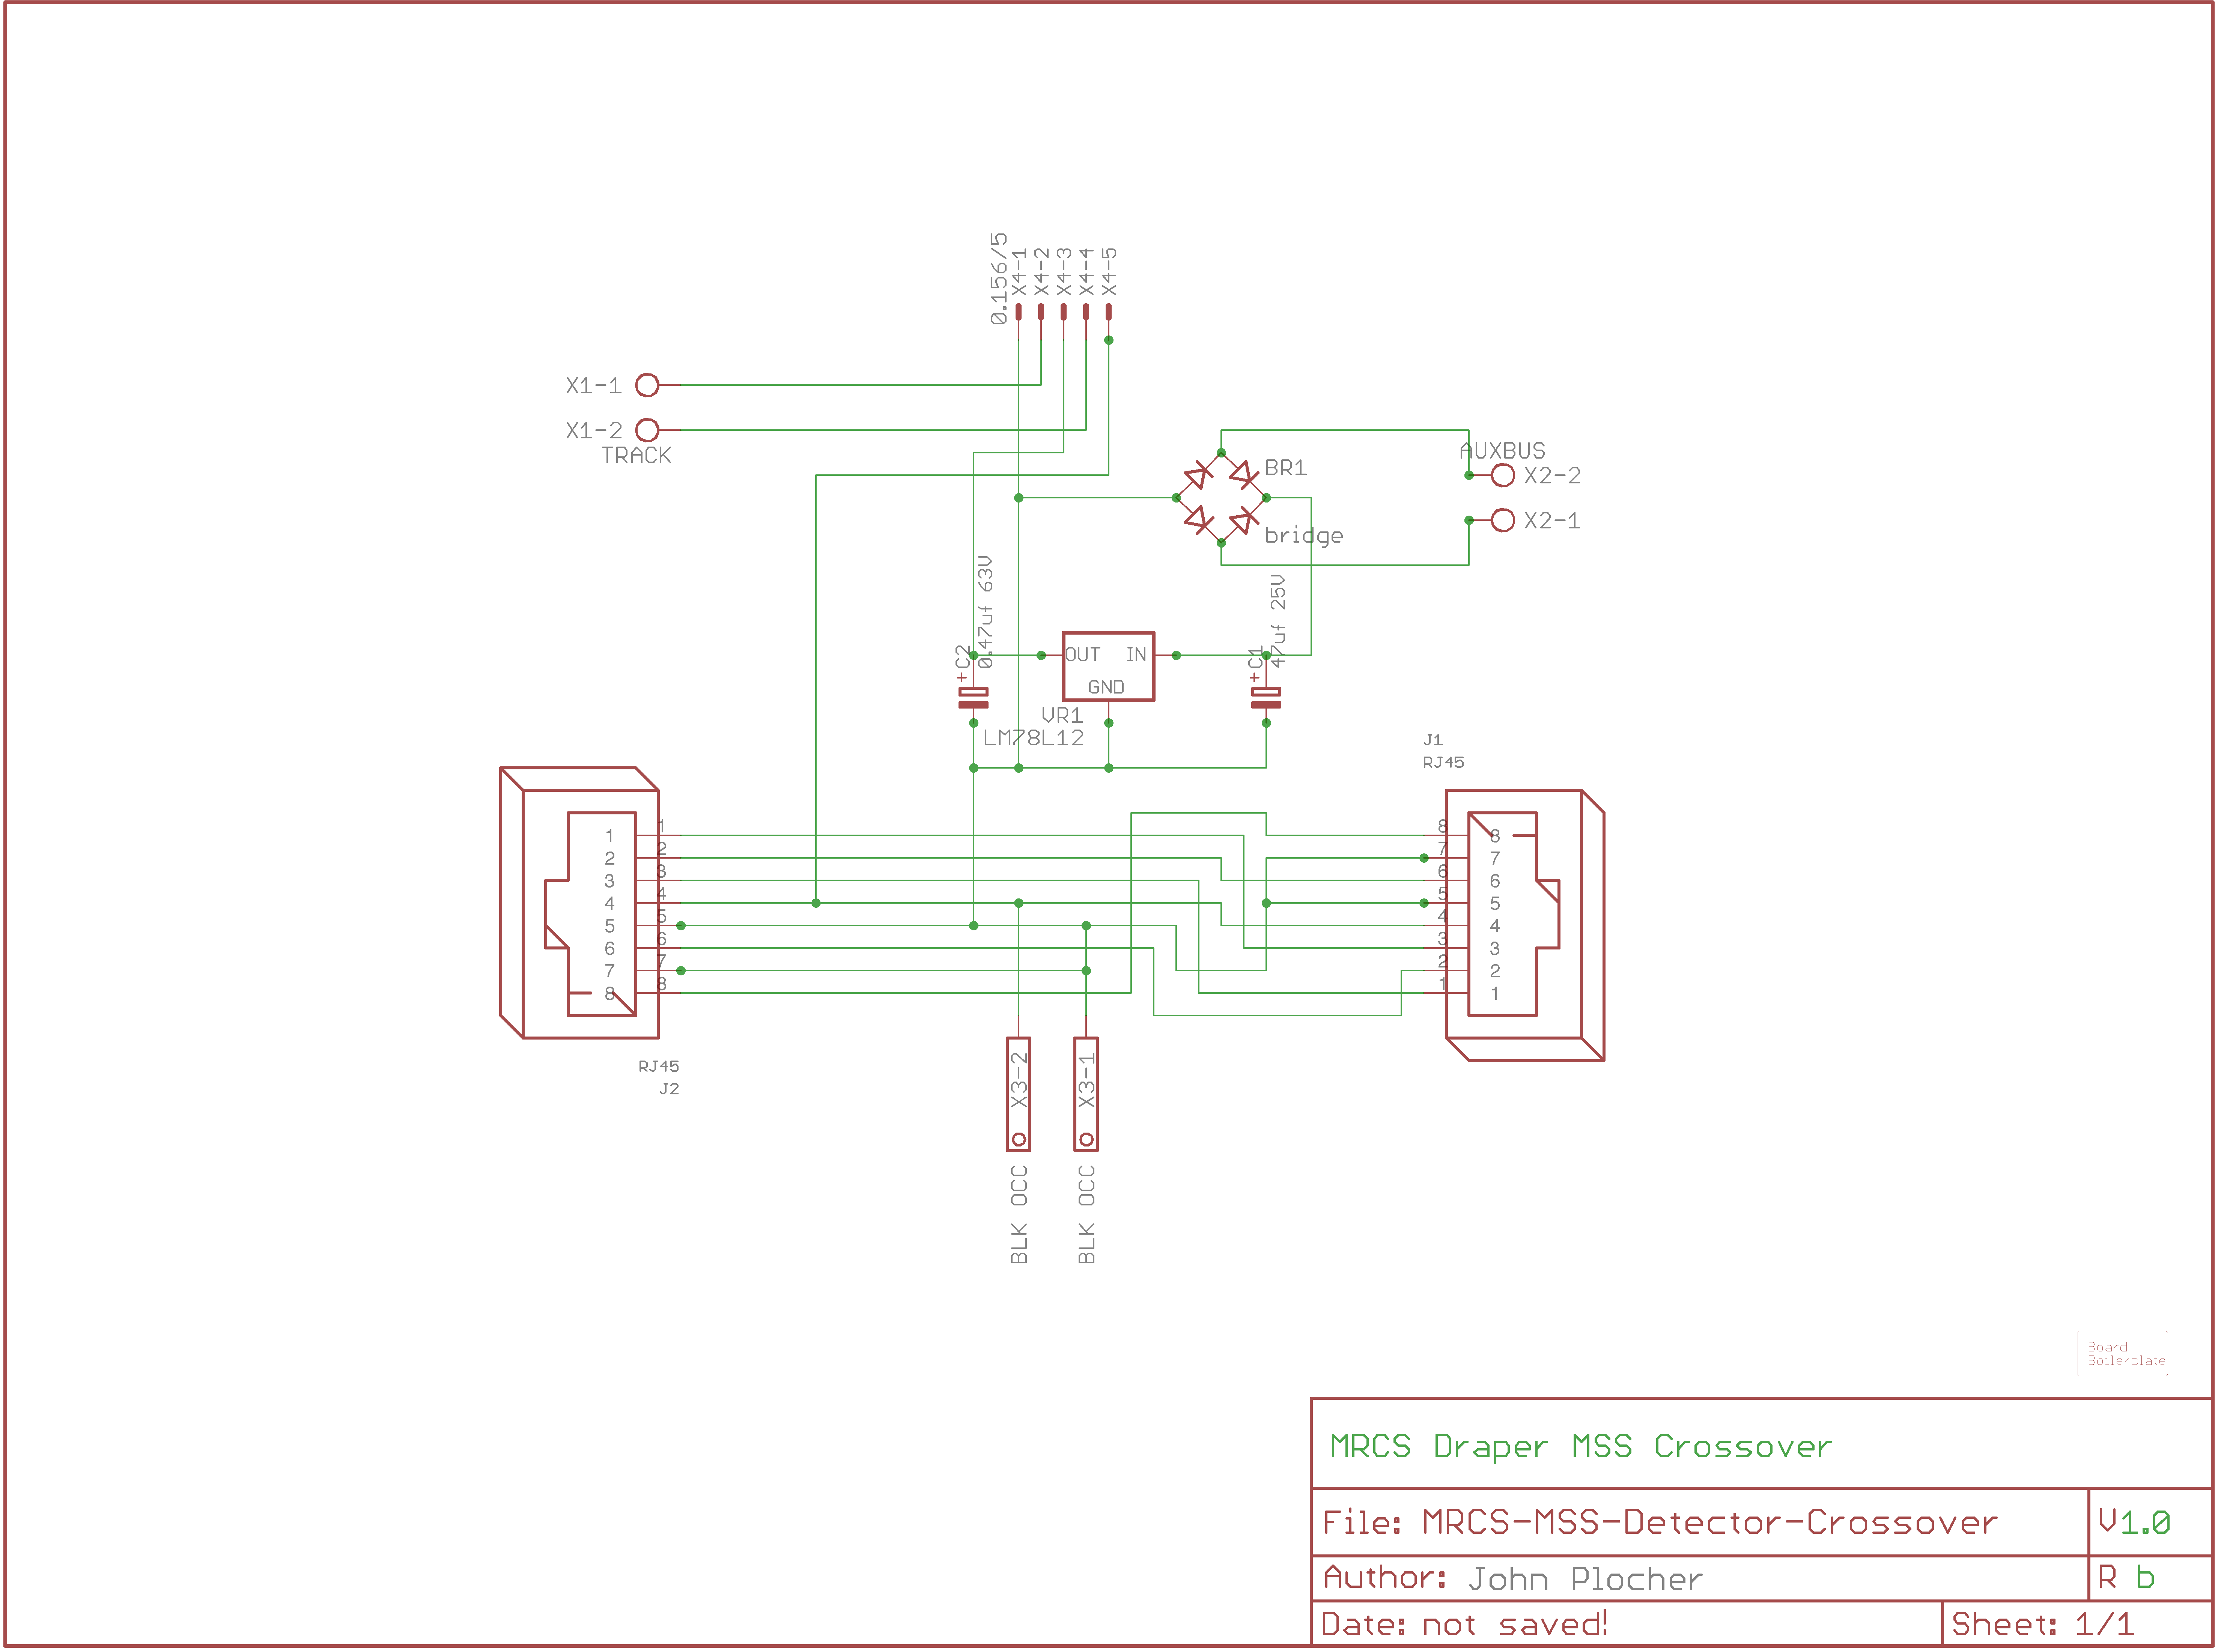 0.156/5
X4-1
X4-2
X4-3
X4-4
X4-5
X1-1
X1-2
TRACK
AUXBUS
X2-2
X2-1
BR1
bridge
C2
+
0.47uf 63V
OUT IN
GND
VR1
LM78L12
C1
+
47uf 25V
J1
RJ45
1 1
2 2
3 3
4 4
5 5
6 6
7 7
8 8
8 8
7 7
6 6
5 5
4 4
3 3
2 2
1 1
RJ45
J2
X3-2
X3-1
BLK OCC
BLK OCC
Board
Boilerplate
MRCS Draper MSS Crossover
File: MRCS-MSS-Detector-Crossover
V1.0
Author: John Plocher
R b
Date: not saved!
Sheet: 1/1